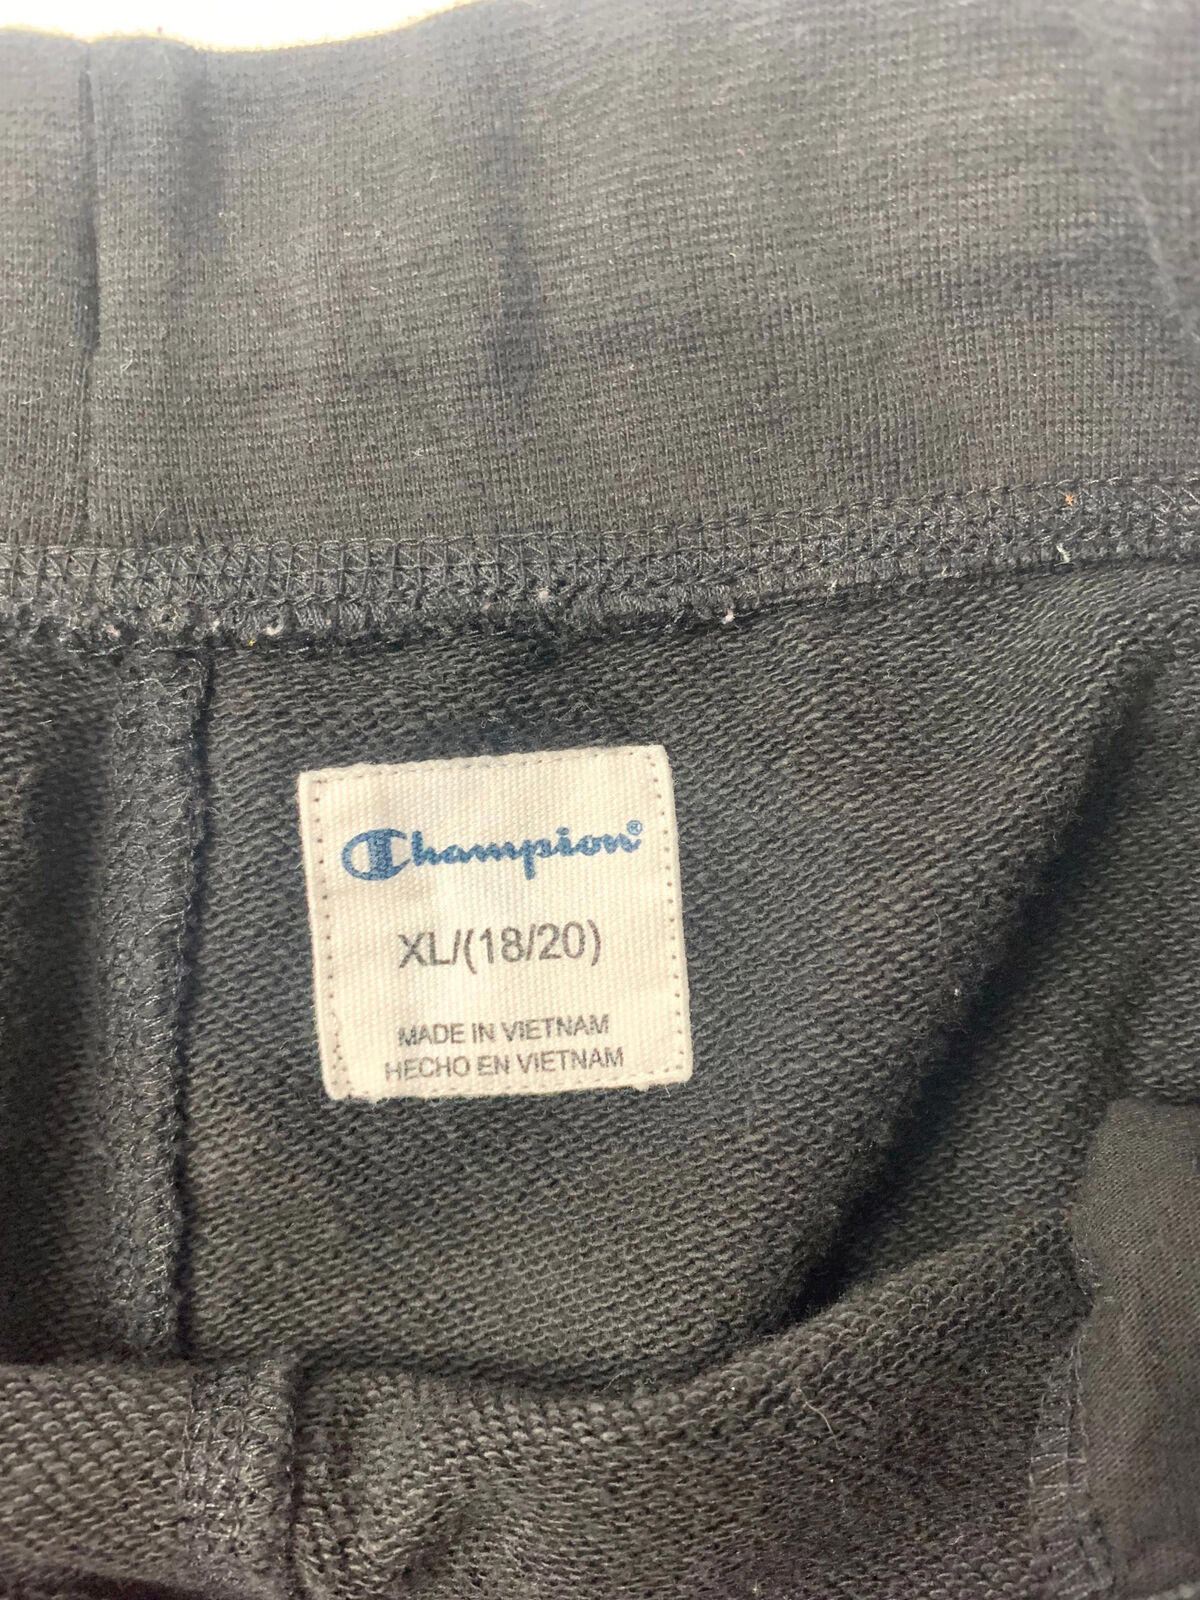 Champion®
XL/(18/20)
MADE IN VIETNAM
HECHO EN VIETNAM